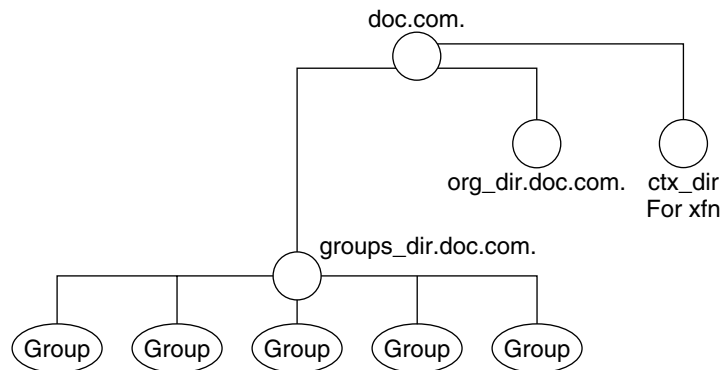 doc.com.
org_dir.doc.com.
ctx_dir
For xfn
groups_dir.doc.com.
Group
Group
Group
Group
Group